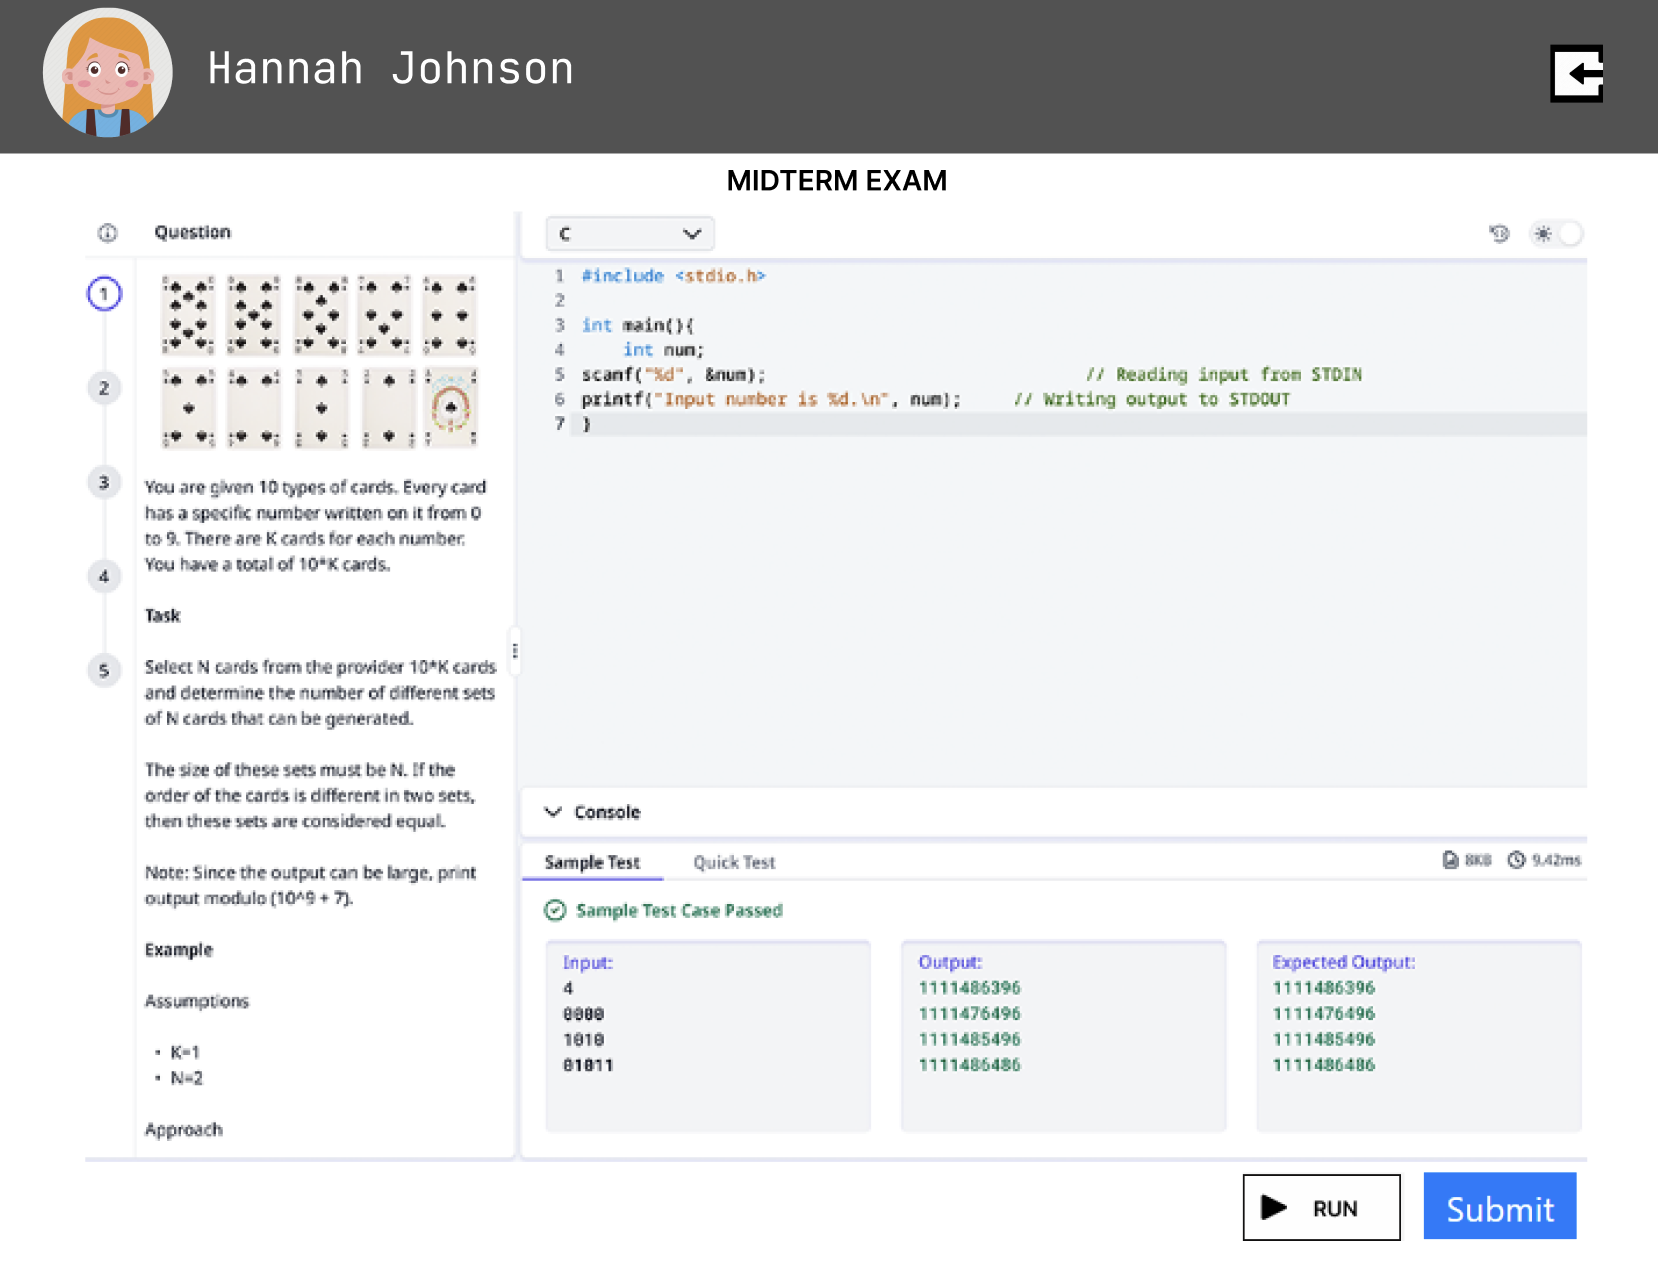 Hannah Johnson
MIDTERM EXAM
Question
1
2
3
4
5
You are given 10 types of cards. Every card
has a specific number written on it from 0
to 9. There are K cards for each number.
You have a total of 10*K cards.
Task
Select N cards from the provider 10*K cards
and determine the number of different sets
of N cards that can be generated.
The size of these sets must be N. If the
order of the cards is different in two sets,
then these sets are considered equal.
Note: Since the output can be large, print
output modulo (10^9 + 7).
Example
Assumptions
• K=1
• N=2
Approach
C
1 #include <stdio.h>
2
3 int main(){
4 int num;
5 scanf("%d", &num); // Reading input from STDIN
6 printf("Input number is %d.\n", num); // Writing output to STDOUT
7 }
Console
Sample Test Quick Test 8KB 9.42ms
Sample Test Case Passed
Input:
4
0000
1010
01011
Output:
1111486396
1111476496
1111485496
1111486486
Expected Output:
1111486396
1111476496
1111485496
1111486486
RUN
Submit